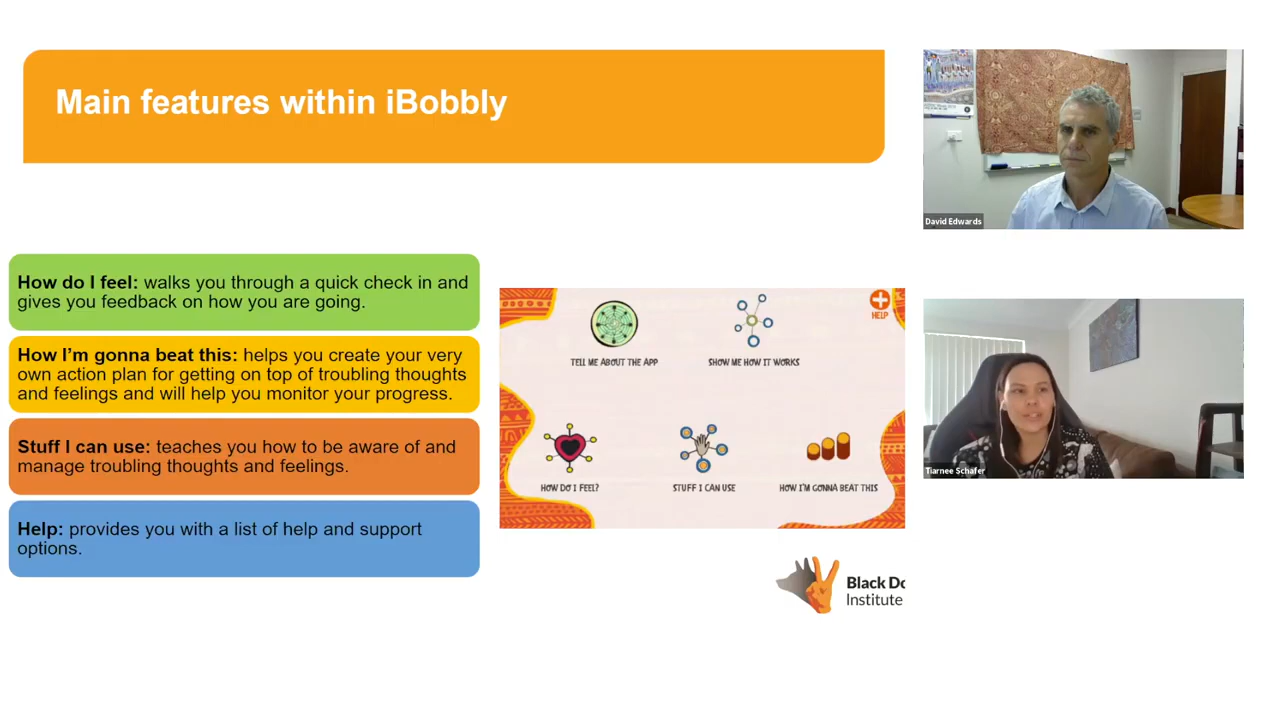 Main features within iBobbly
How do I feel: walks you through a quick check in and
gives you feedback on how you are going.
How I'm gonna beat this: helps you create your very
own action plan for getting on top of troubling thoughts
and feelings and will help you monitor your progress.
Stuff I can use: teaches you how to be aware of and
manage troubling thoughts and feelings.
Help: provides you with a list of help and support
options.
HELP
TELL ME ABOUT THE APP
SHOW ME HOW IT WORKS
HOW DO I FEEL?
STUFF I CAN USE
HOW I'M GONNA BEAT THIS
Black Do
Institute
David Edwards
Tiarnee Schafer